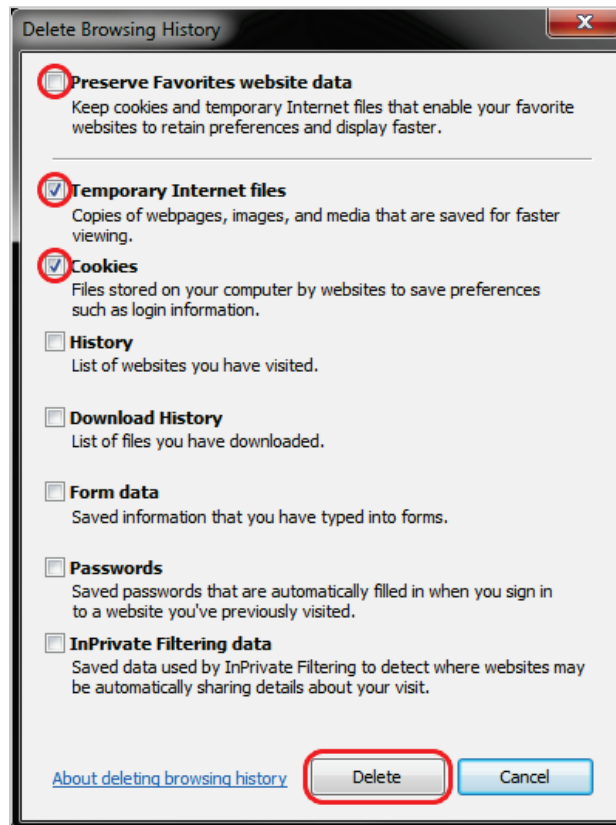 Delete Browsing History
Preserve Favorites website data
Keep cookies and temporary Internet files that enable your favorite
websites to retain preferences and display faster.
Temporary Internet files
Copies of webpages, images, and media that are saved for faster
viewing.
Cookies
Files stored on your computer by websites to save preferences
such as login information.
History
List of websites you have visited.
Download History
List of files you have downloaded.
Form data
Saved information that you have typed into forms.
Passwords
Saved passwords that are automatically filled in when you sign in
to a website you've previously visited.
InPrivate Filtering data
Saved data used by InPrivate Filtering to detect where websites may
be automatically sharing details about your visit.
About deleting browsing history Delete Cancel